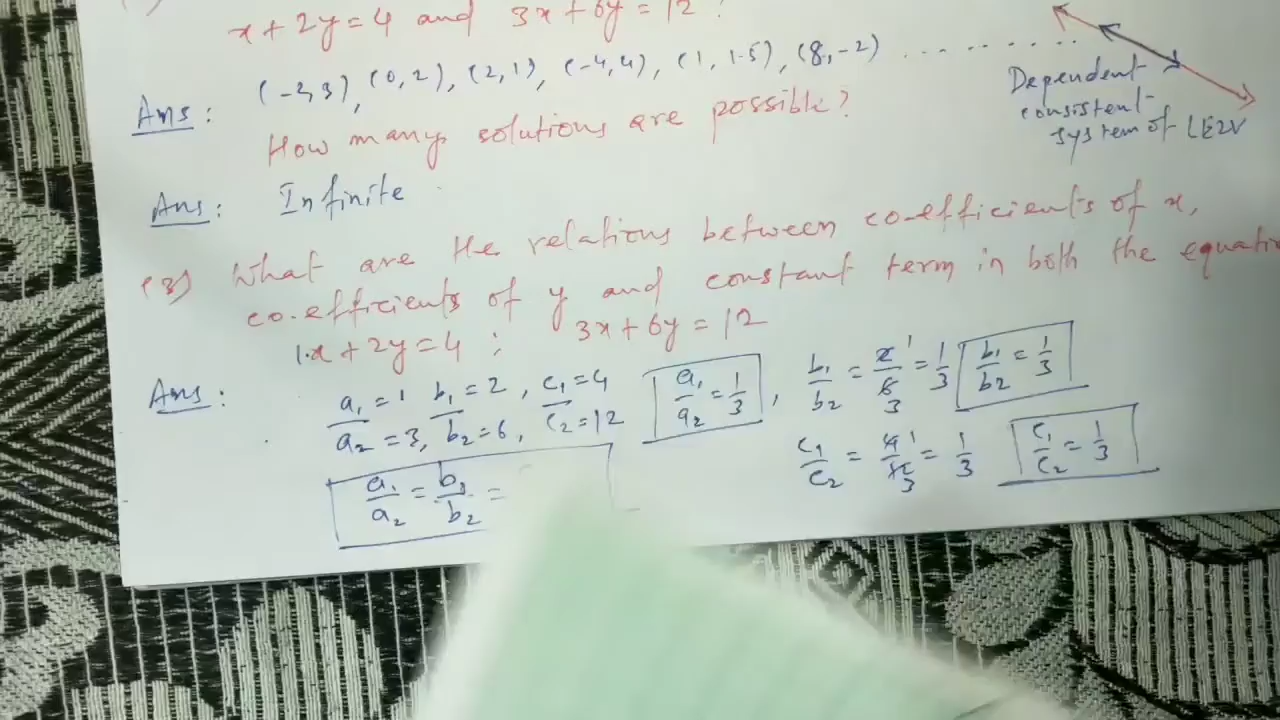 x + 2y = 4 and 3x + 6y = 12 ?
Ans : (-2,3), (0,2), (2,1), (-4,4), (1, 1.5), (8,-2) ..........
Dependent
consistent
system of LE2V
How many solutions are possible?
Ans : Infinite
(3) What are the relations between co-efficients of x,
co.efficients of y and constant term in both the equatio
1.x + 2y = 4 ; 3x + 6y = 12
Ans : a₁ = 1 b₁ = 2 , c₁ = 4
a₂ = 3, b₂ = 6, c₂ = 12
a₁/a₂ = 1/3 , b₁/b₂ = 2/6 = 1/3 b₁/b₂ = 1/3
c₁/c₂ = 4/12 = 1/3 c₁/c₂ = 1/3
a₁/a₂ = b₁/b₂ =